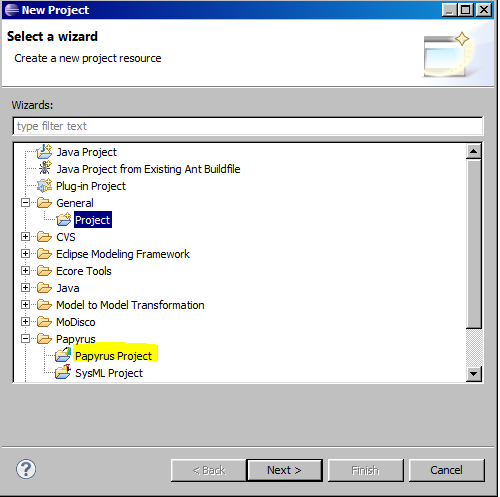 New Project
Select a wizard
Create a new project resource
Wizards:
type filter text
Java Project
Java Project from Existing Ant Buildfile
Plug-in Project
General
Project
CVS
Eclipse Modeling Framework
Ecore Tools
Java
Model to Model Transformation
MoDisco
Papyrus
Papyrus Project
SysML Project
?
< Back
Next >
Finish
Cancel